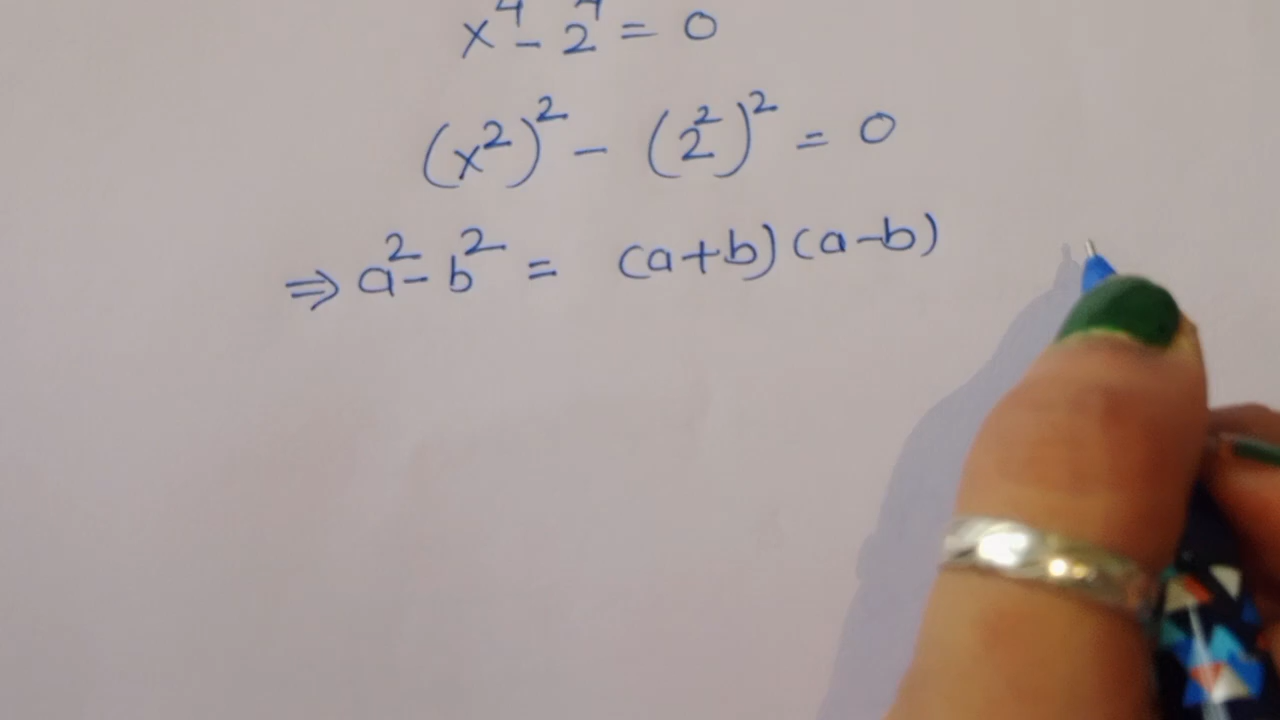 x⁴ - 2⁴ = 0
(x²)² - (2²)² = 0
⇒ a² - b² = (a+b)(a-b)